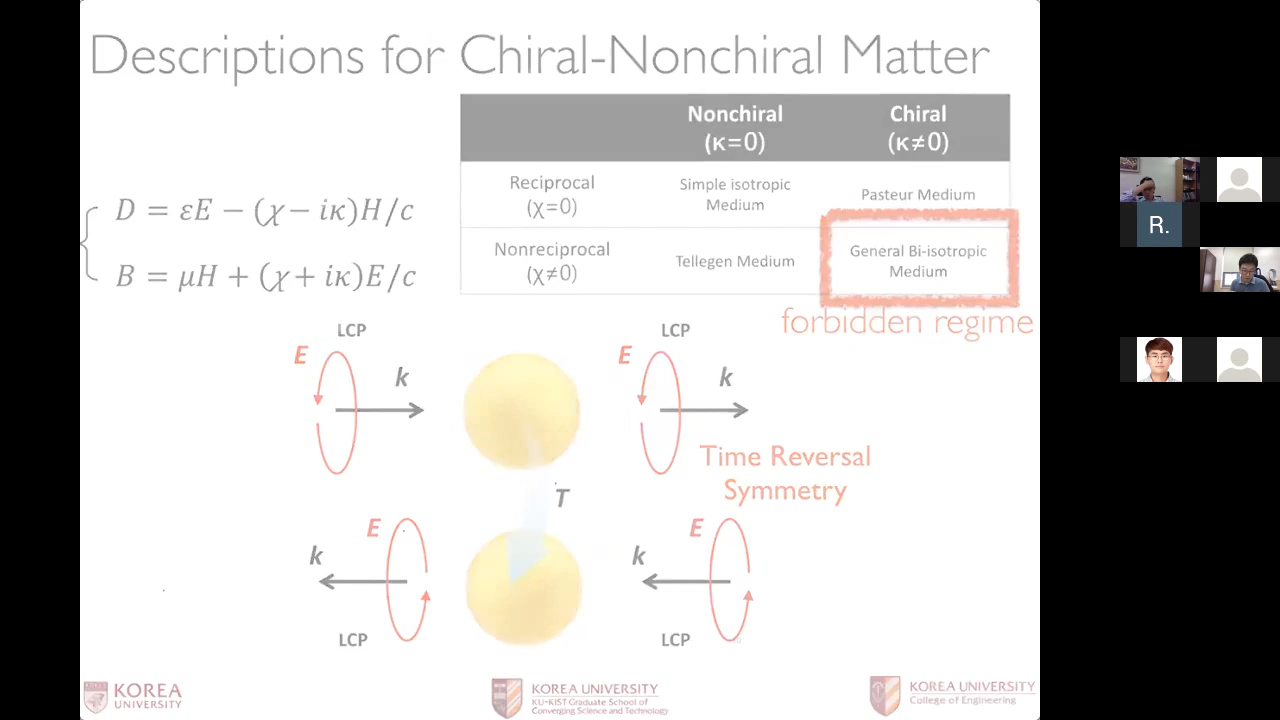 Descriptions for Chiral-Nonchiral Matter
Nonchiral
(κ=0)
Chiral
(κ≠0)
Reciprocal
(χ=0)
Simple isotropic
Medium
Pasteur Medium
Nonreciprocal
(χ≠0)
Tellegen Medium
General Bi-isotropic
Medium
forbidden regime
D = εE − (χ − iκ)H/c
B = μH + (χ + iκ)E/c
LCP
E
k
LCP
E
k
Time Reversal
Symmetry
T
E
k
LCP
E
k
LCP
KOREA
UNIVERSITY
KOREA UNIVERSITY
KU-KIST Graduate School of
Converging Science and Technology
KOREA UNIVERSITY
College of Engineering
R.